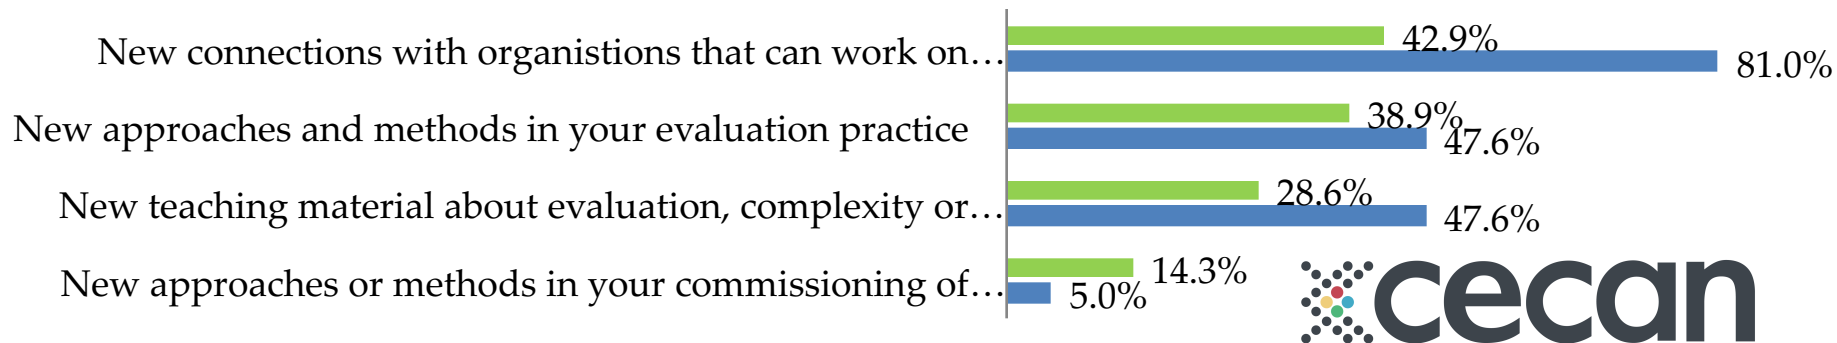 New connections with organistions that can work on…
42.9%
81.0%
New approaches and methods in your evaluation practice
38.9%
47.6%
New teaching material about evaluation, complexity or…
28.6%
47.6%
New approaches or methods in your commissioning of…
14.3%
5.0%
cecan